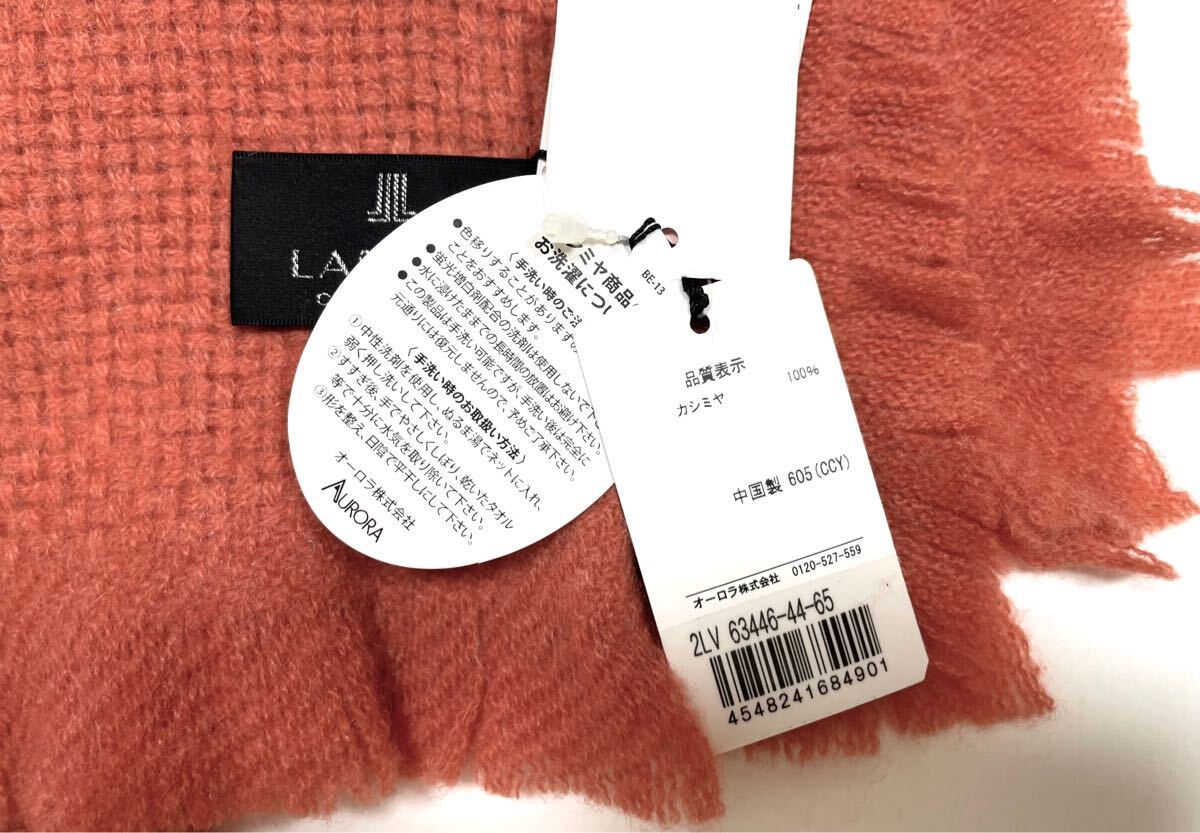 LA
カシミヤ商品
お洗濯につい
〈手洗い時のご注
●色移りすることがありますの
ことをおすすめします。
●蛍光増白剤配合の洗剤は使用しないで下
●水に浸けたままでの長時間の放置はお避け下さい。
●この製品は手洗い可能ですが、手洗い後は完全に
元通りには復元しませんので、予めご了承下さい。
〈手洗い時のお取扱い方法〉
①中性洗剤を使用し、ぬるま湯でネットに入れ、
弱く押し洗いして下さい。
②すすぎ後、手でやさしくしぼり、乾いたタオル
等で十分に水気を取り除いて下さい。
③形を整え、日陰で平干しにして下さい。
オーロラ株式会社
AURORA
BE-13
品質表示
カシミヤ 100%
中国製 605(CCY)
オーロラ株式会社 0120-527-559
2LV 63446-44-65
4548241684901